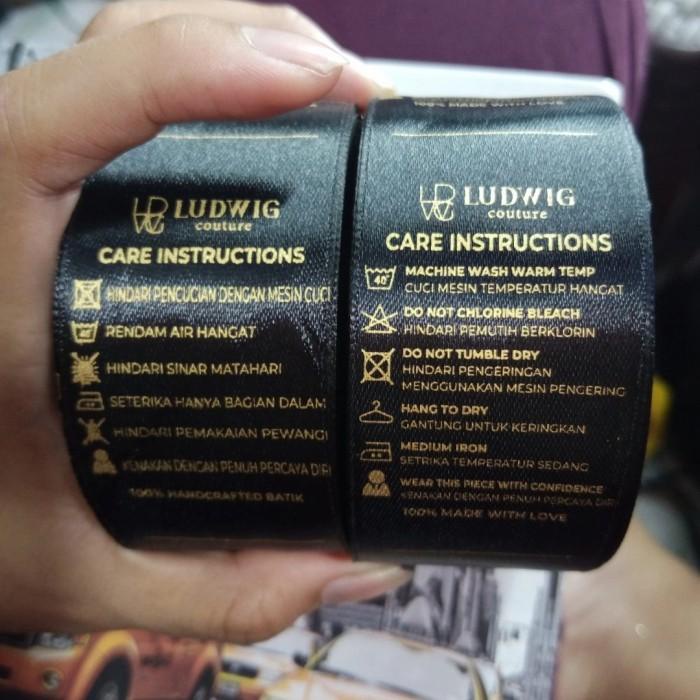 LUDWIG
couture
CARE INSTRUCTIONS
HINDARI PENCUCIAN DENGAN MESIN CUCI
40°
RENDAM AIR HANGAT
HINDARI SINAR MATAHARI
SETERIKA HANYA BAGIAN DALAM
HINDARI PEMAKAIAN PEWANGI
KENAKAN DENGAN PENUH PERCAYA DIRI
100% HANDCRAFTED BATIK
100% MADE WITH LOVE
LUDWIG
couture
CARE INSTRUCTIONS
40°
MACHINE WASH WARM TEMP
CUCI MESIN TEMPERATUR HANGAT
DO NOT CHLORINE BLEACH
HINDARI PEMUTIH BERKLORIN
DO NOT TUMBLE DRY
HINDARI PENGERINGAN
MENGGUNAKAN MESIN PENGERING
HANG TO DRY
GANTUNG UNTUK KERINGKAN
MEDIUM IRON
SETRIKA TEMPERATUR SEDANG
WEAR THIS PIECE WITH CONFIDENCE
KENAKAN DENGAN PENUH PERCAYA DIRI
100% MADE WITH LOVE